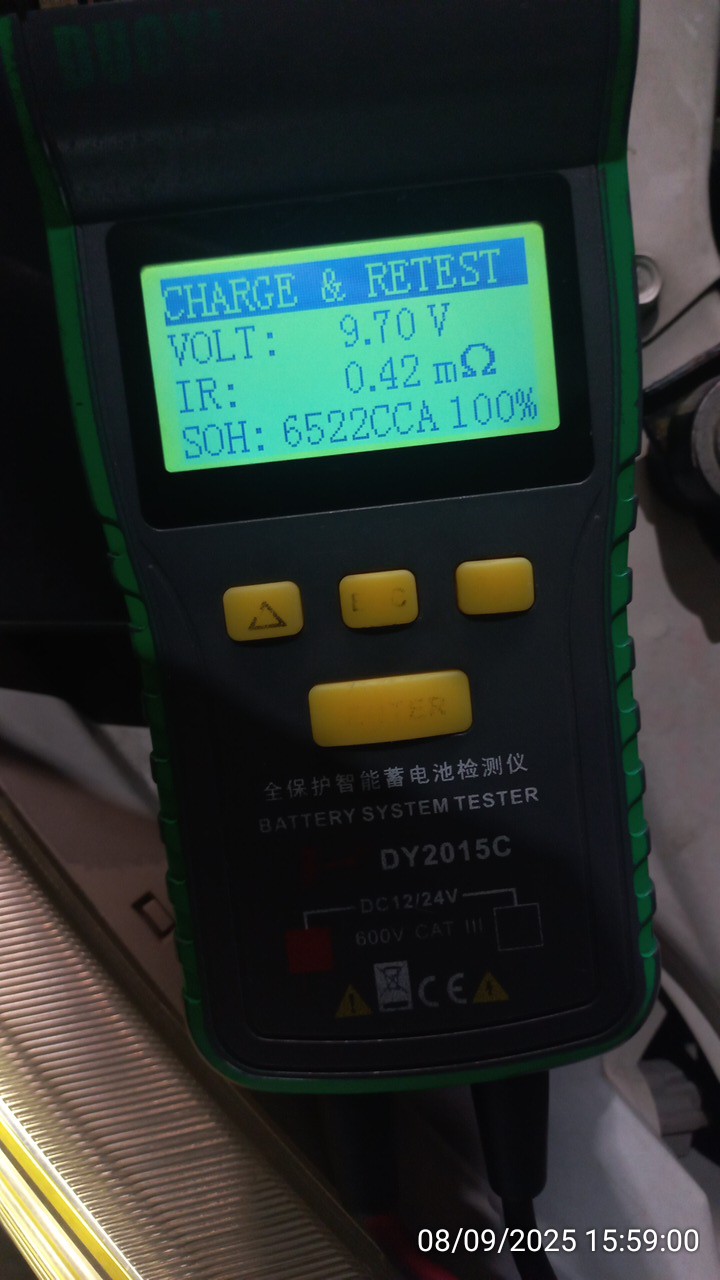 DUOYI
CHARGE & RETEST
VOLT: 9.70 V
IR: 0.42 mΩ
SOH: 6522CCA 100%
全保护智能蓄电池检测仪
BATTERY SYSTEM TESTER
DY2015C
DC12/24V
600V CAT III
CE
08/09/2025 15:59:00